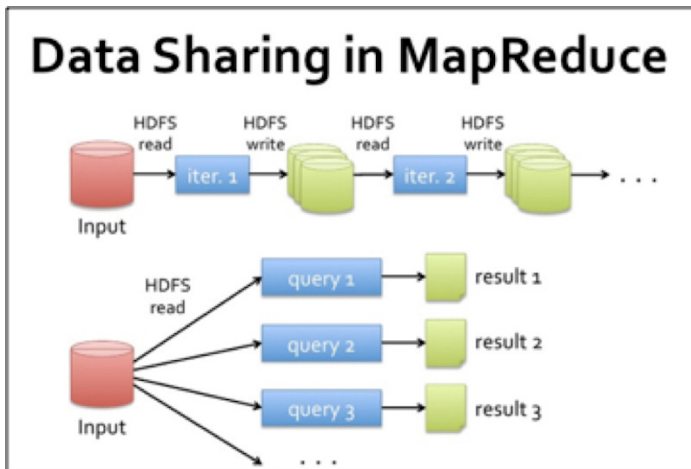 Data Sharing in MapReduce
HDFS read
HDFS write
HDFS read
HDFS write
iter. 1
iter. 2
. . .
Input
HDFS read
query 1
result 1
query 2
result 2
query 3
result 3
Input
. . .